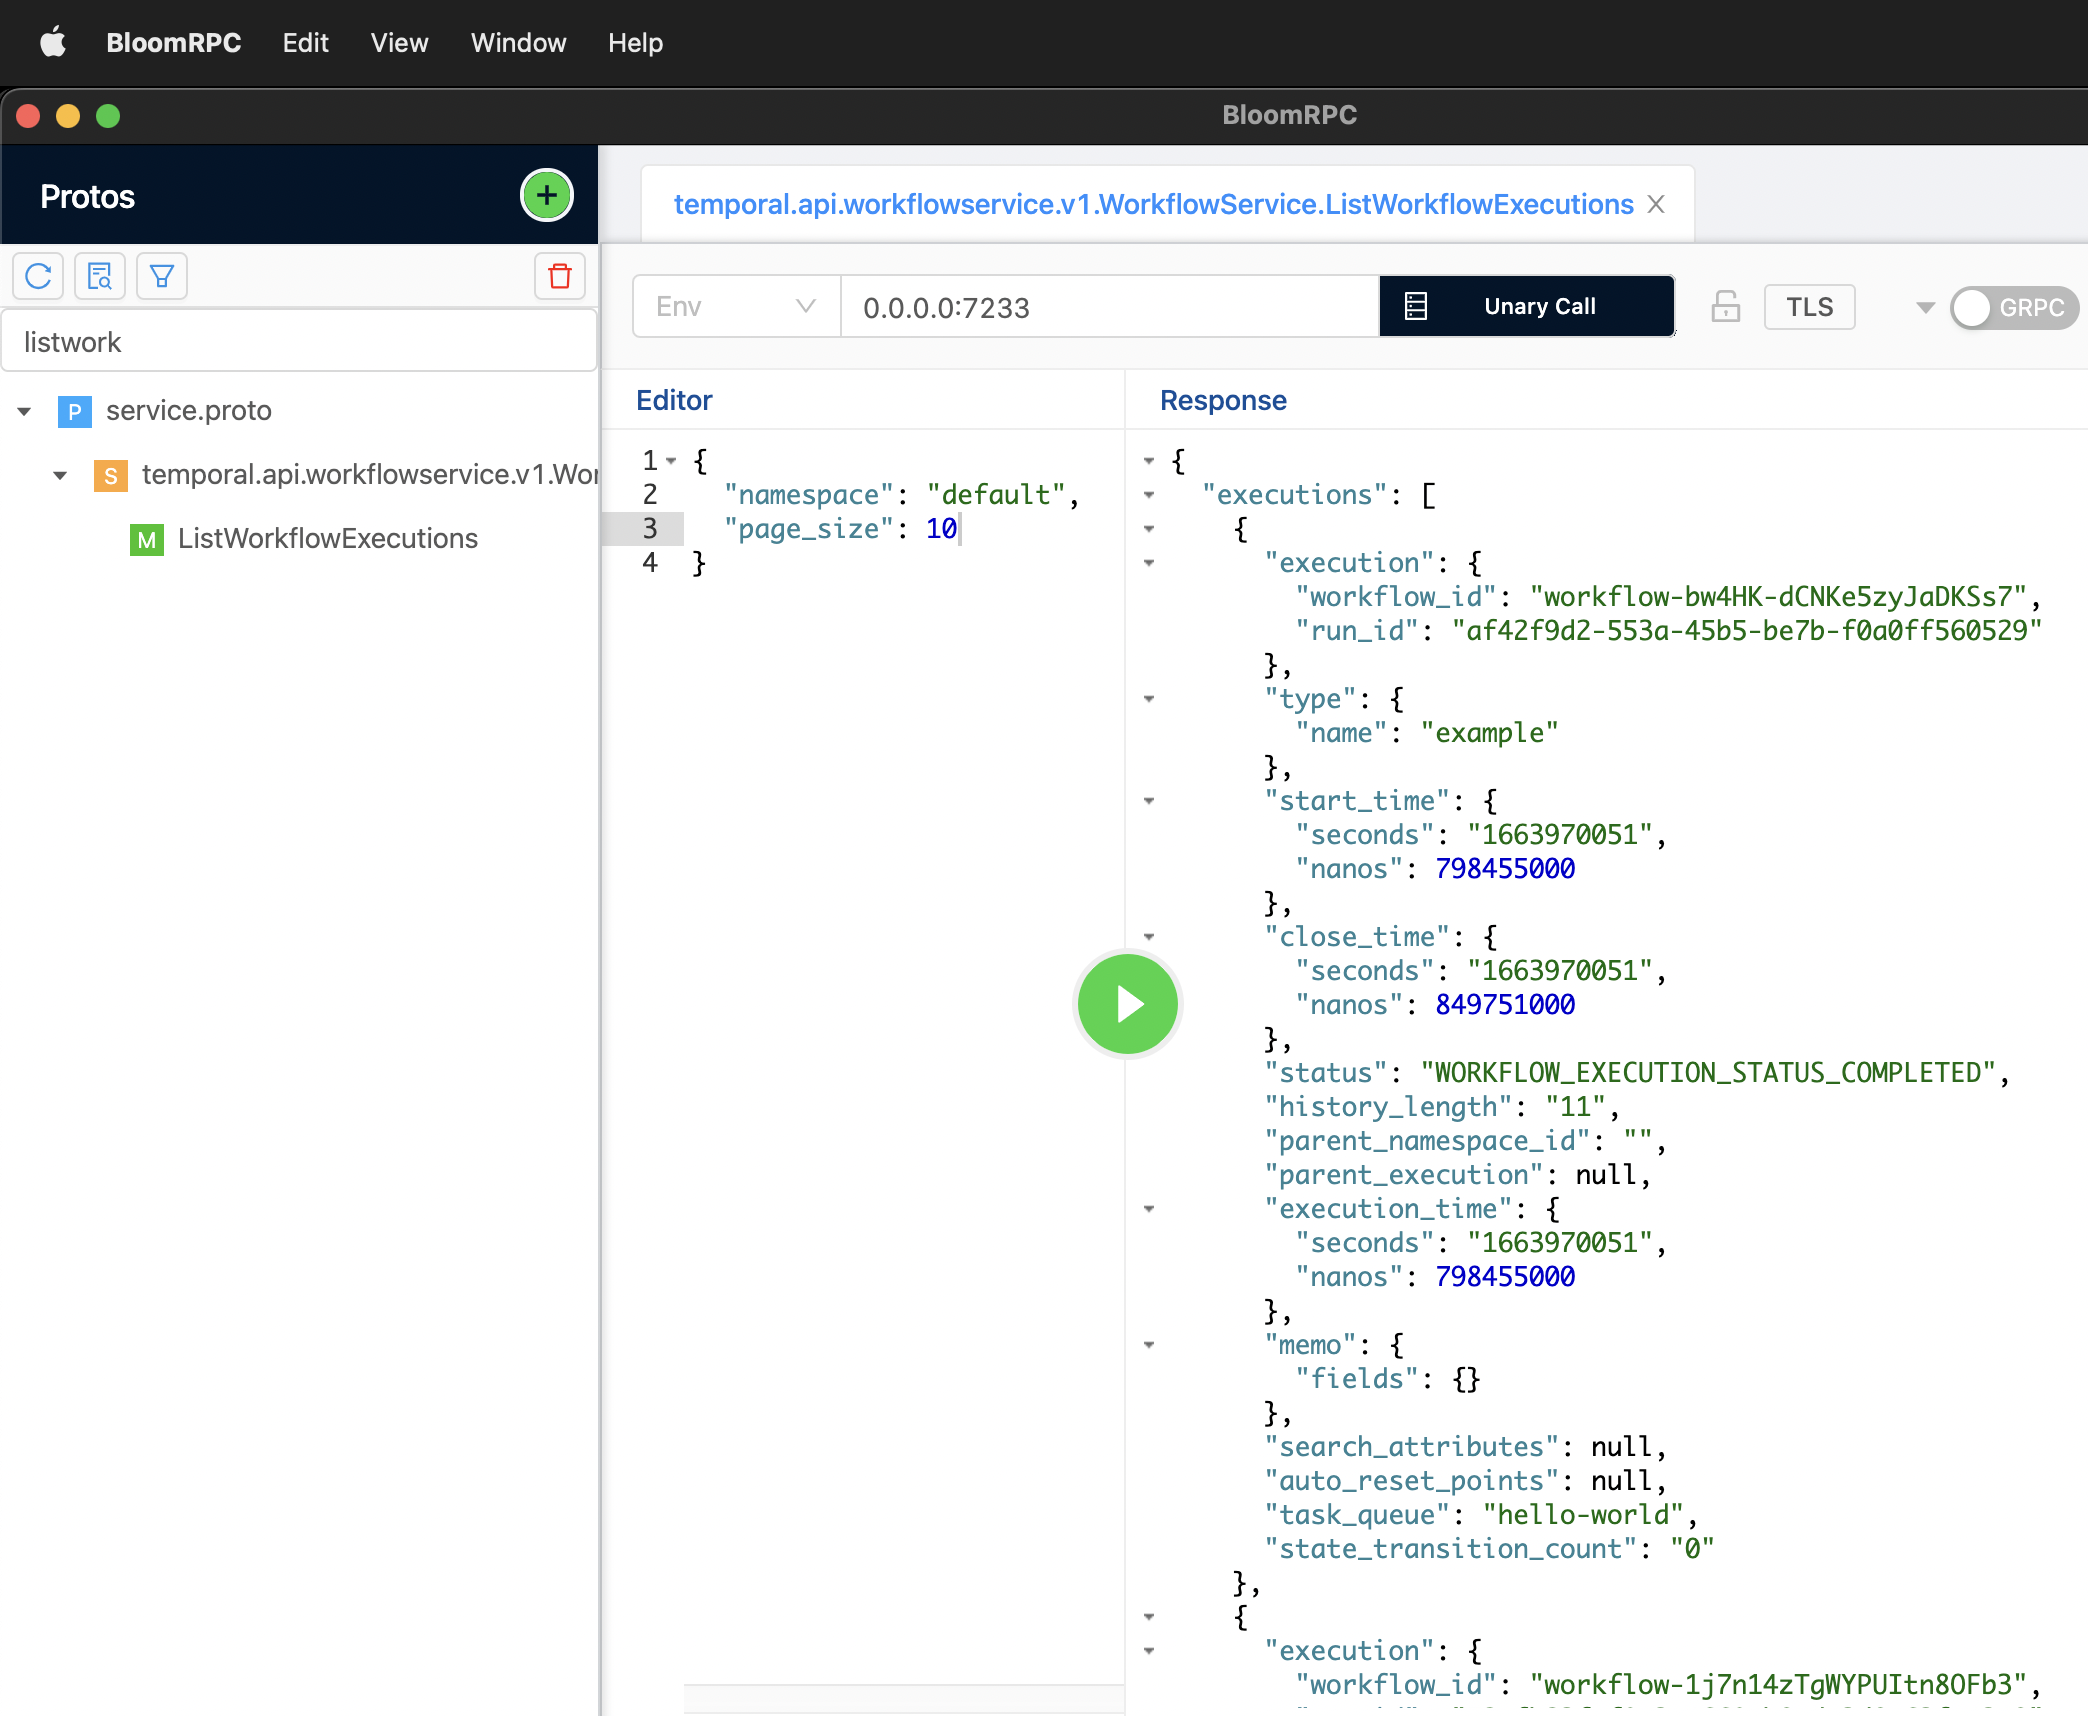 BloomRPC Edit View Window Help
BloomRPC
Protos
temporal.api.workflowservice.v1.WorkflowService.ListWorkflowExecutions X
listwork
Env 0.0.0.0:7233 Unary Call TLS GRPC
P service.proto
S temporal.api.workflowservice.v1.Wor
M ListWorkflowExecutions
Editor
1 {
2 "namespace": "default",
3 "page_size": 10
4 }
Response
{
"executions": [
{
"execution": {
"workflow_id": "workflow-bw4HK-dCNKe5zyJaDKSs7",
"run_id": "af42f9d2-553a-45b5-be7b-f0a0ff560529"
},
"type": {
"name": "example"
},
"start_time": {
"seconds": "1663970051",
"nanos": 798455000
},
"close_time": {
"seconds": "1663970051",
"nanos": 849751000
},
"status": "WORKFLOW_EXECUTION_STATUS_COMPLETED",
"history_length": "11",
"parent_namespace_id": "",
"parent_execution": null,
"execution_time": {
"seconds": "1663970051",
"nanos": 798455000
},
"memo": {
"fields": {}
},
"search_attributes": null,
"auto_reset_points": null,
"task_queue": "hello-world",
"state_transition_count": "0"
},
{
"execution": {
"workflow_id": "workflow-1j7n14zTgWYPUItn8OFb3",